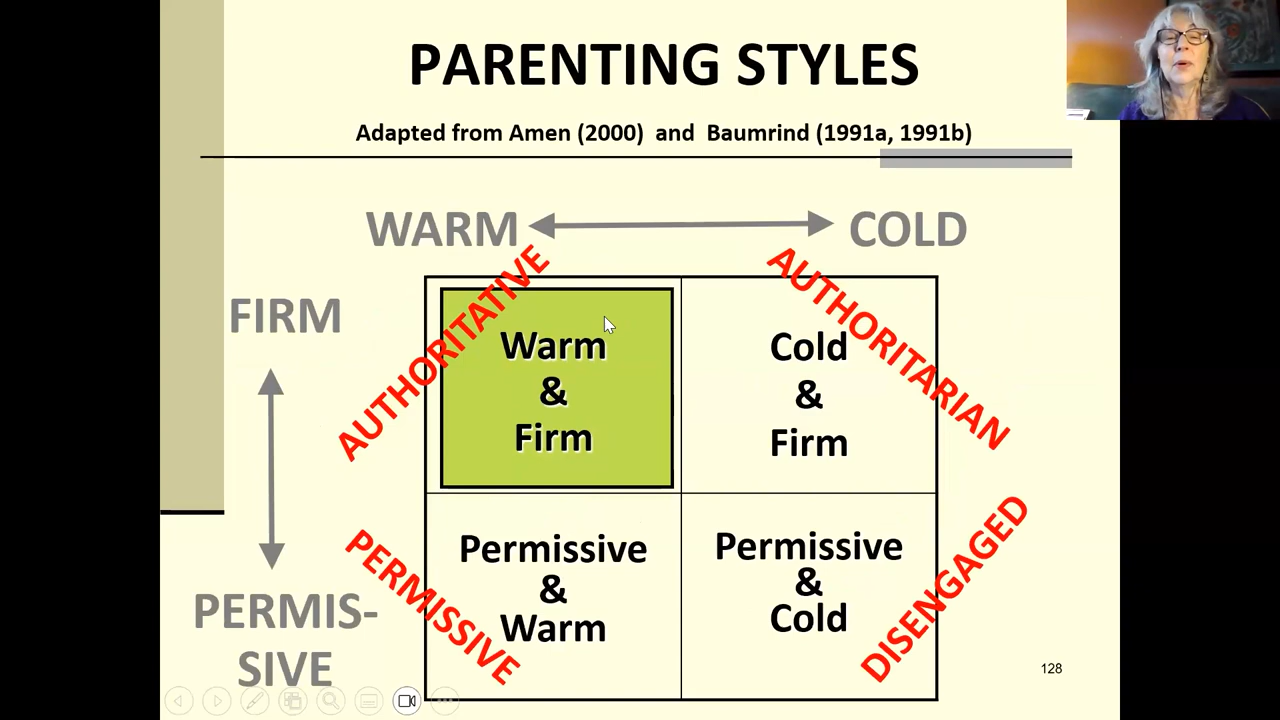 PARENTING STYLES
Adapted from Amen (2000) and Baumrind (1991a, 1991b)
WARM
COLD
FIRM
PERMIS-
SIVE
AUTHORITATIVE
Warm
&
Firm
AUTHORITARIAN
Cold
&
Firm
PERMISSIVE
Permissive
&
Warm
DISENGAGED
Permissive
&
Cold
128